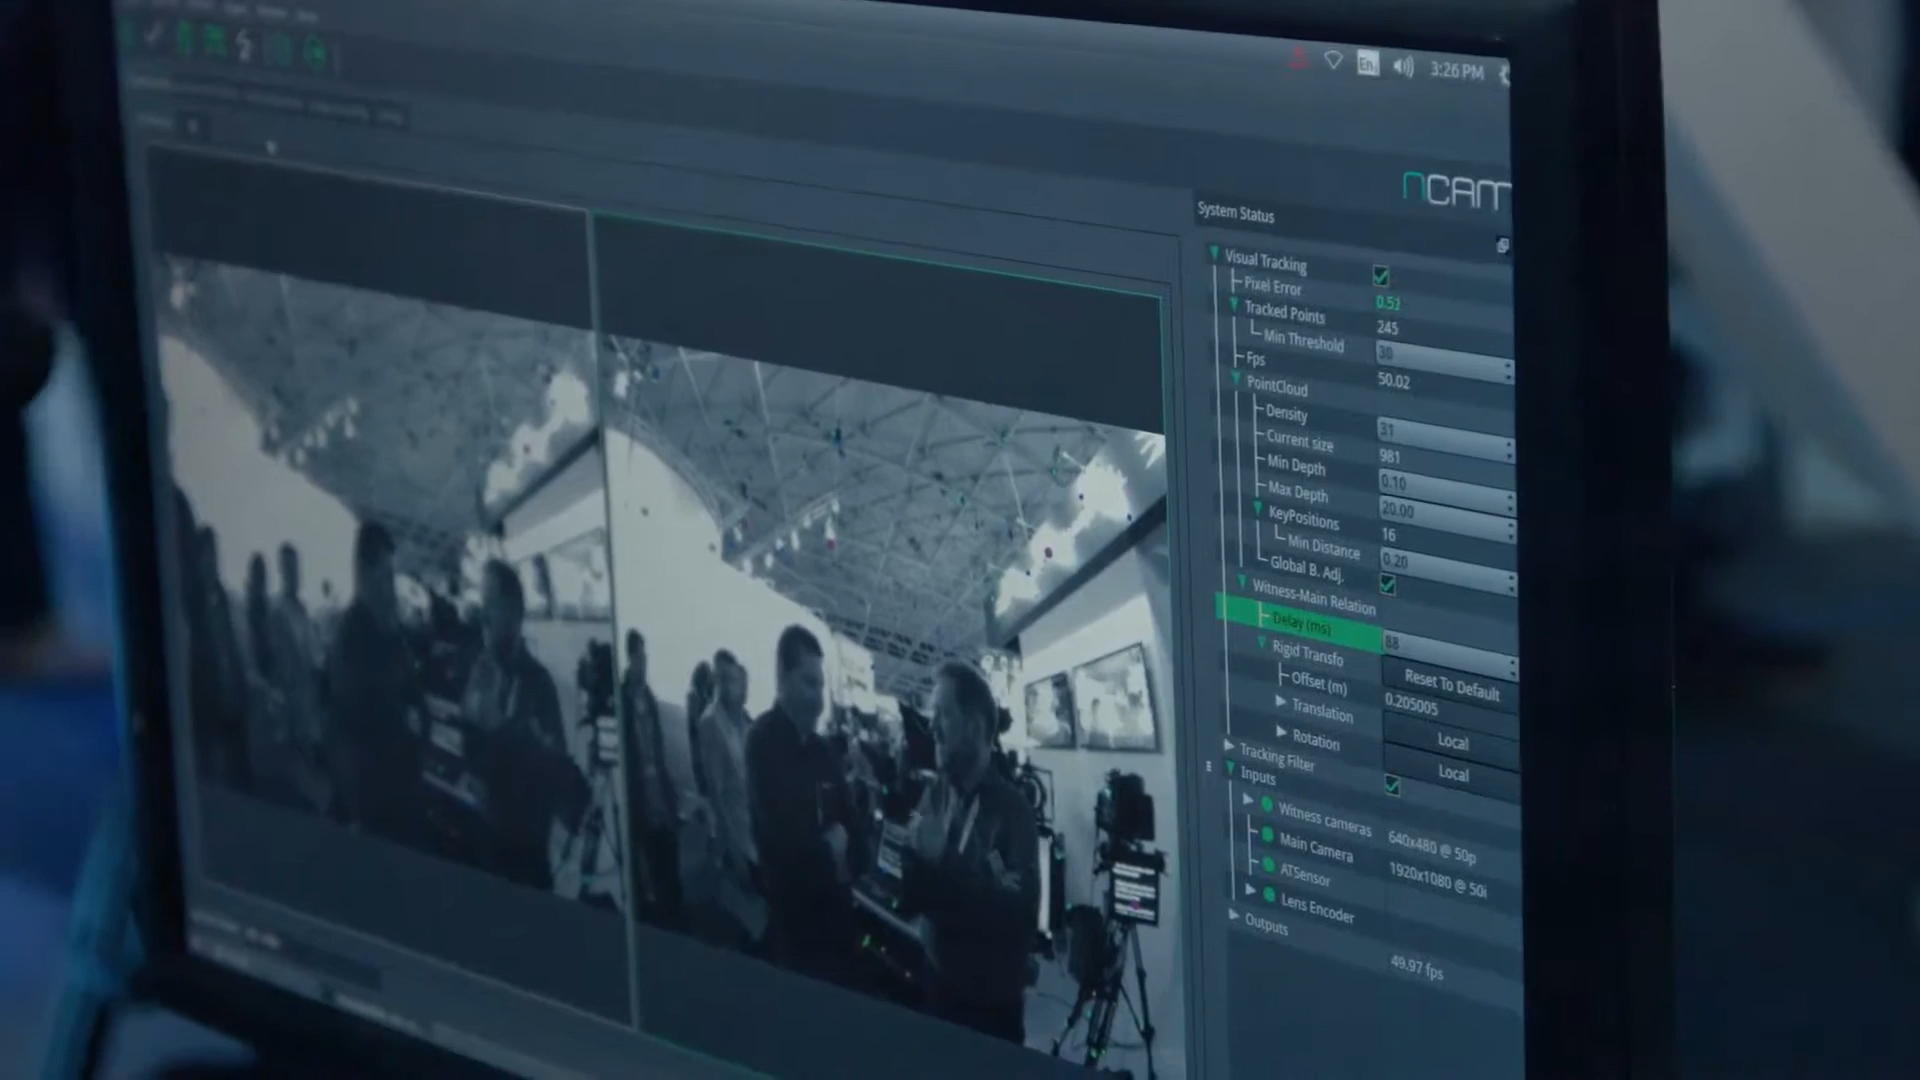 En
3:26 PM
nCAM
System Status
Visual Tracking
Pixel Error 0.51
Tracked Points 245
Min Threshold 30
Fps 50.02
PointCloud
Density 31
Current size 981
Min Depth 0.10
Max Depth 20.00
KeyPositions 16
Min Distance 0.20
Global B. Adj.
Witness-Main Relation
Delay (ms) 88
Rigid Transfo Reset To Default
Offset (m) 0.205005
Translation Local
Rotation Local
Tracking Filter
Inputs
Witness cameras 640x480 @ 50p
Main Camera 1920x1080 @ 50i
ATSensor
Lens Encoder
Outputs
49.97 fps